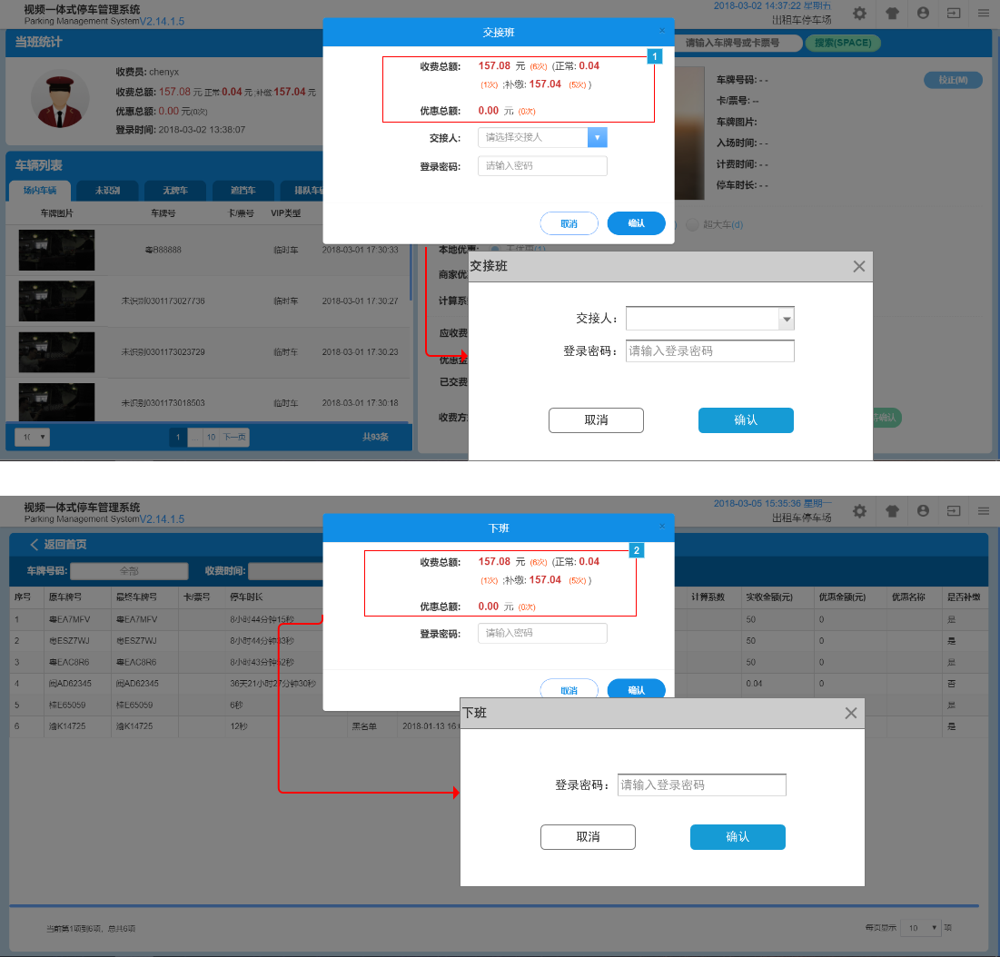 视频一体式停车管理系统
Parking Management SystemV2.14.1.5
2018-03-02 14:37:22 星期五
出租车停车场
当班统计
收费员: chenyx
收费总额: 157.08 元 正常 0.04 元 ;补缴 157.04 元
优惠总额: 0.00 元(0次)
登录时间: 2018-03-02 13:38:07
交接班
×
1
收费总额: 157.08 元 (6次) (正常: 0.04
(1次) ;补缴: 157.04 (5次) )
优惠总额: 0.00 元 (0次)
交接人: 请选择交接人
登录密码: 请输入密码
取消 确认
请输入车牌号或卡票号 搜索(SPACE)
车牌号码: - -
校正(M)
卡/票号: --
车牌图片:
入场时间: - -
计费时间: - -
停车时长: - -
超大车(d)
车辆列表
场内车辆 未识别 无牌车 遮挡车 排队车辆
车牌图片 车牌号 卡/票号 VIP类型
粤B88888 临时车 2018-03-01 17:30:33
未识别0301173027736 临时车 2018-03-01 17:30:27
未识别0301173023729 临时车 2018-03-01 17:30:23
未识别0301173018503 临时车 2018-03-01 17:30:18
1 ... 10 下一页 共93条
本地优惠: 无优惠(1)
商家优
计算系
应收费
优惠金
已交费
收费方
确认
交接班
交接人:
登录密码: 请输入登录密码
取消 确认
视频一体式停车管理系统
Parking Management SystemV2.14.1.5
2018-03-05 15:35:36 星期一
出租车停车场
返回首页
车牌号码: 全部 收费时间:
序号 原车牌号 最终车牌号 卡/票号 停车时长 计算系数 实收金额(元) 优惠金额(元) 优惠名称 是否补缴
1 粤EA7MFV 粤EA7MFV 8小时44分钟15秒 50 0 是
2 粤ESZ7WJ 粤ESZ7WJ 8小时44分钟33秒 50 0 是
3 粤EAC8R6 粤EAC8R6 8小时43分钟52秒 50 0 是
4 闽AD62345 闽AD62345 36天21小时27分钟30秒 0.04 0 否
5 桂E65059 桂E65059 6秒 是
6 渝K14725 渝K14725 12秒 黑名单 2018-01-13 16: 是
下班
×
2
收费总额: 157.08 元 (6次) (正常: 0.04
(1次) ;补缴: 157.04 (5次) )
优惠总额: 0.00 元 (0次)
登录密码: 请输入密码
取消 确认
下班
登录密码: 请输入登录密码
取消 确认
当前第1项到6项，总共6项
每页显示 10 项